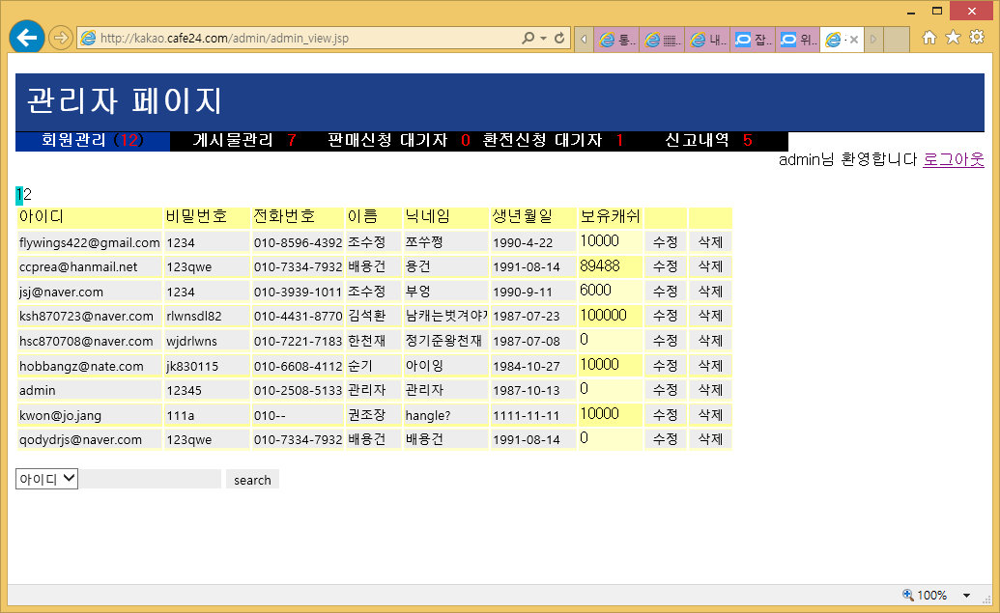 http://kakao.cafe24.com/admin/admin_view.jsp 통.. 내.. 잡.. 위..
관리자 페이지
회원관리 (12) 게시물관리 7 판매신청 대기자 0 환전신청 대기자 1 신고내역 5
admin님 환영합니다 로그아웃
12
아이디 비밀번호 전화번호 이름 닉네임 생년월일 보유캐쉬
flywings422@gmail.com 1234 010-8596-4392 조수정 쪼쑤쩡 1990-4-22 10000 수정 삭제
ccprea@hanmail.net 123qwe 010-7334-7932 배용건 용건 1991-08-14 89488 수정 삭제
jsj@naver.com 1234 010-3939-1011 조수정 부엉 1990-9-11 6000 수정 삭제
ksh870723@naver.com rlwnsdl82 010-4431-8770 김석환 남캐는벗겨야 1987-07-23 100000 수정 삭제
hsc870708@naver.com wjdrlwns 010-7221-7183 한천재 정기준왕천재 1987-07-08 0 수정 삭제
hobbangz@nate.com jk830115 010-6608-4112 순기 아이잉 1984-10-27 10000 수정 삭제
admin 12345 010-2508-5133 관리자 관리자 1987-10-13 0 수정 삭제
kwon@jo.jang 111a 010-- 권조장 hangle? 1111-11-11 10000 수정 삭제
qodydrjs@naver.com 123qwe 010-7334-7932 배용건 배용건 1991-08-14 0 수정 삭제
아이디 search
100%